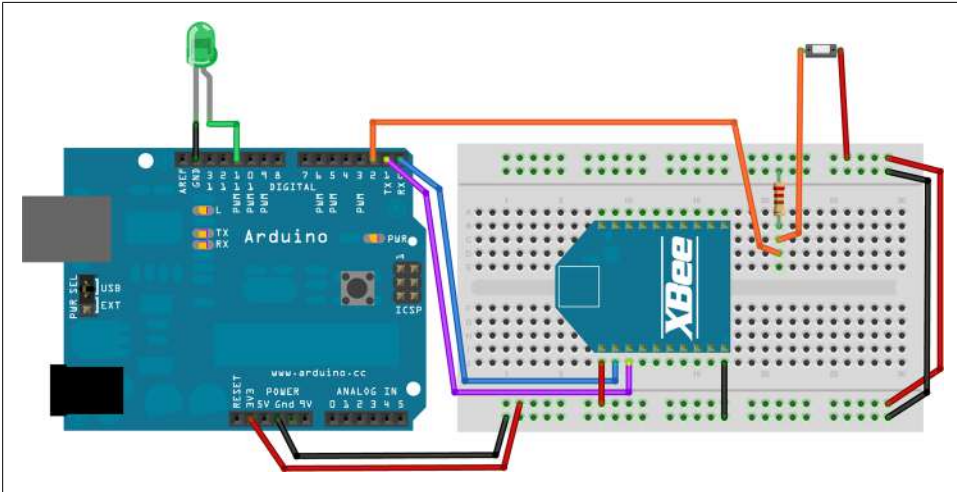 AREF
GND
13
12
PWM 11
PWM 10
PWM 9
8
7
PWM 6
PWM 5
4
PWM 3
2
TX 1
RX 0
DIGITAL
L
TX
RX
Arduino
PWR
1
ICSP
PWR SEL
USB
EXT
www.arduino.cc
POWER
ANALOG IN
RESET
3V3
5V
Gnd
9V
0 1 2 3 4 5
XBee